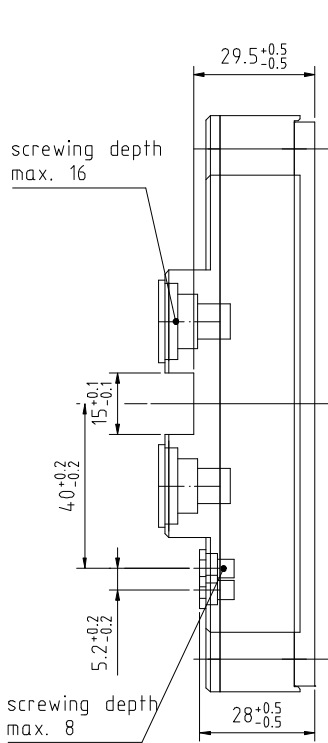 29.5+0.5-0.5
screwing depth
max. 16
15+0.1-0.1
40+0.2-0.2
5.2+0.2-0.2
screwing depth
max. 8
28+0.5-0.5